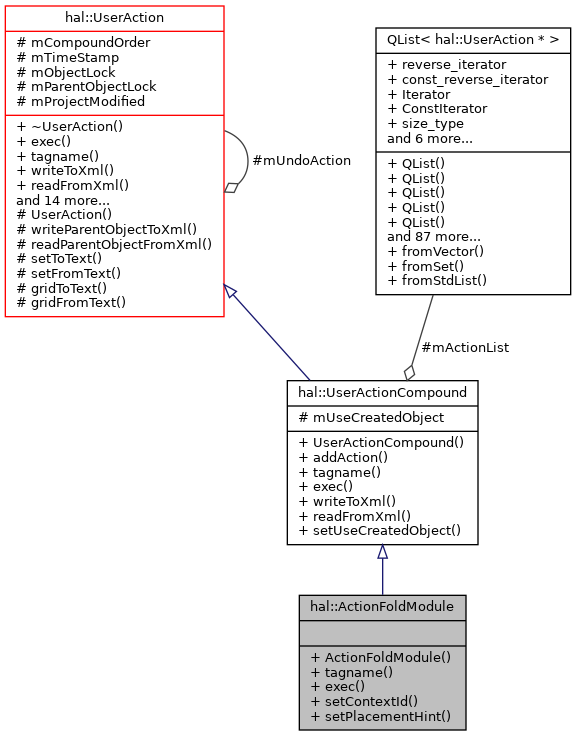 hal::UserAction
# mCompoundOrder
# mTimeStamp
# mObjectLock
# mParentObjectLock
# mProjectModified
+ ~UserAction()
+ exec()
+ tagname()
+ writeToXml()
+ readFromXml()
and 14 more...
# UserAction()
# writeParentObjectToXml()
# readParentObjectFromXml()
# setToText()
# setFromText()
# gridToText()
# gridFromText()
#mUndoAction
QList< hal::UserAction * >
+ reverse_iterator
+ const_reverse_iterator
+ Iterator
+ ConstIterator
+ size_type
and 6 more...
+ QList()
+ QList()
+ QList()
+ QList()
+ QList()
and 87 more...
+ fromVector()
+ fromSet()
+ fromStdList()
#mActionList
hal::UserActionCompound
# mUseCreatedObject
+ UserActionCompound()
+ addAction()
+ tagname()
+ exec()
+ writeToXml()
+ readFromXml()
+ setUseCreatedObject()
hal::ActionFoldModule
+ ActionFoldModule()
+ tagname()
+ exec()
+ setContextId()
+ setPlacementHint()